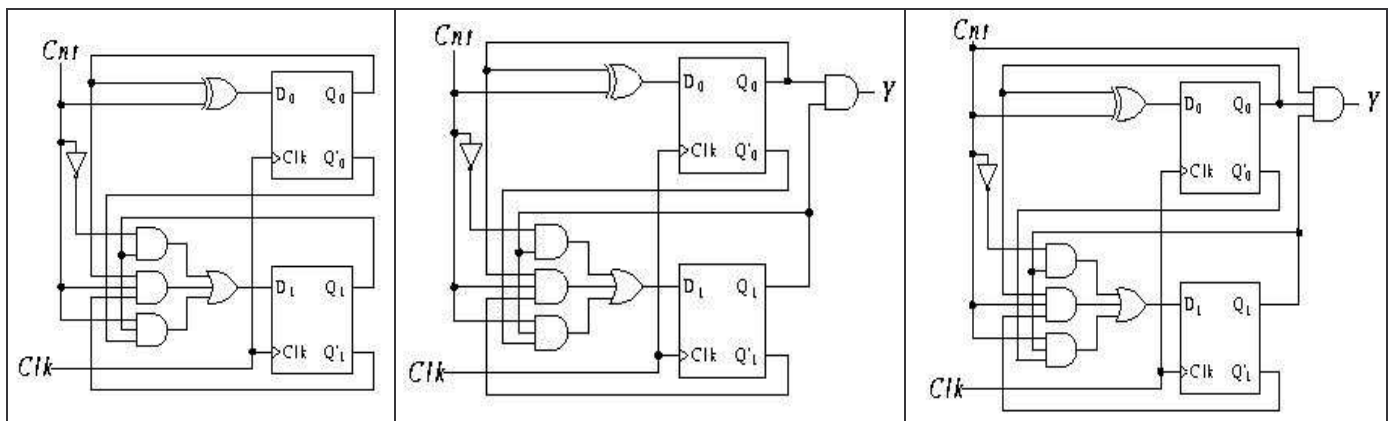 Cnt
D₀ Q₀
Clk Q'₀
D₁ Q₁
Clk Q'₁
Clk
Cnt
D₀ Q₀
Y
Clk Q'₀
D₁ Q₁
Clk Q'₁
Clk
Cnt
D₀ Q₀
Y
Clk Q'₀
D₁ Q₁
Clk Q'₁
Clk